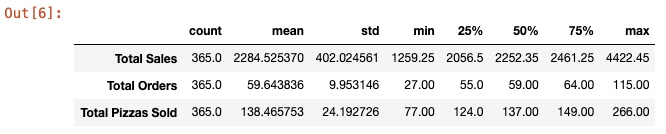 Out[6]:
count mean std min 25% 50% 75% max
Total Sales 365.0 2284.525370 402.024561 1259.25 2056.5 2252.35 2461.25 4422.45
Total Orders 365.0 59.643836 9.953146 27.00 55.0 59.00 64.00 115.00
Total Pizzas Sold 365.0 138.465753 24.192726 77.00 124.0 137.00 149.00 266.00